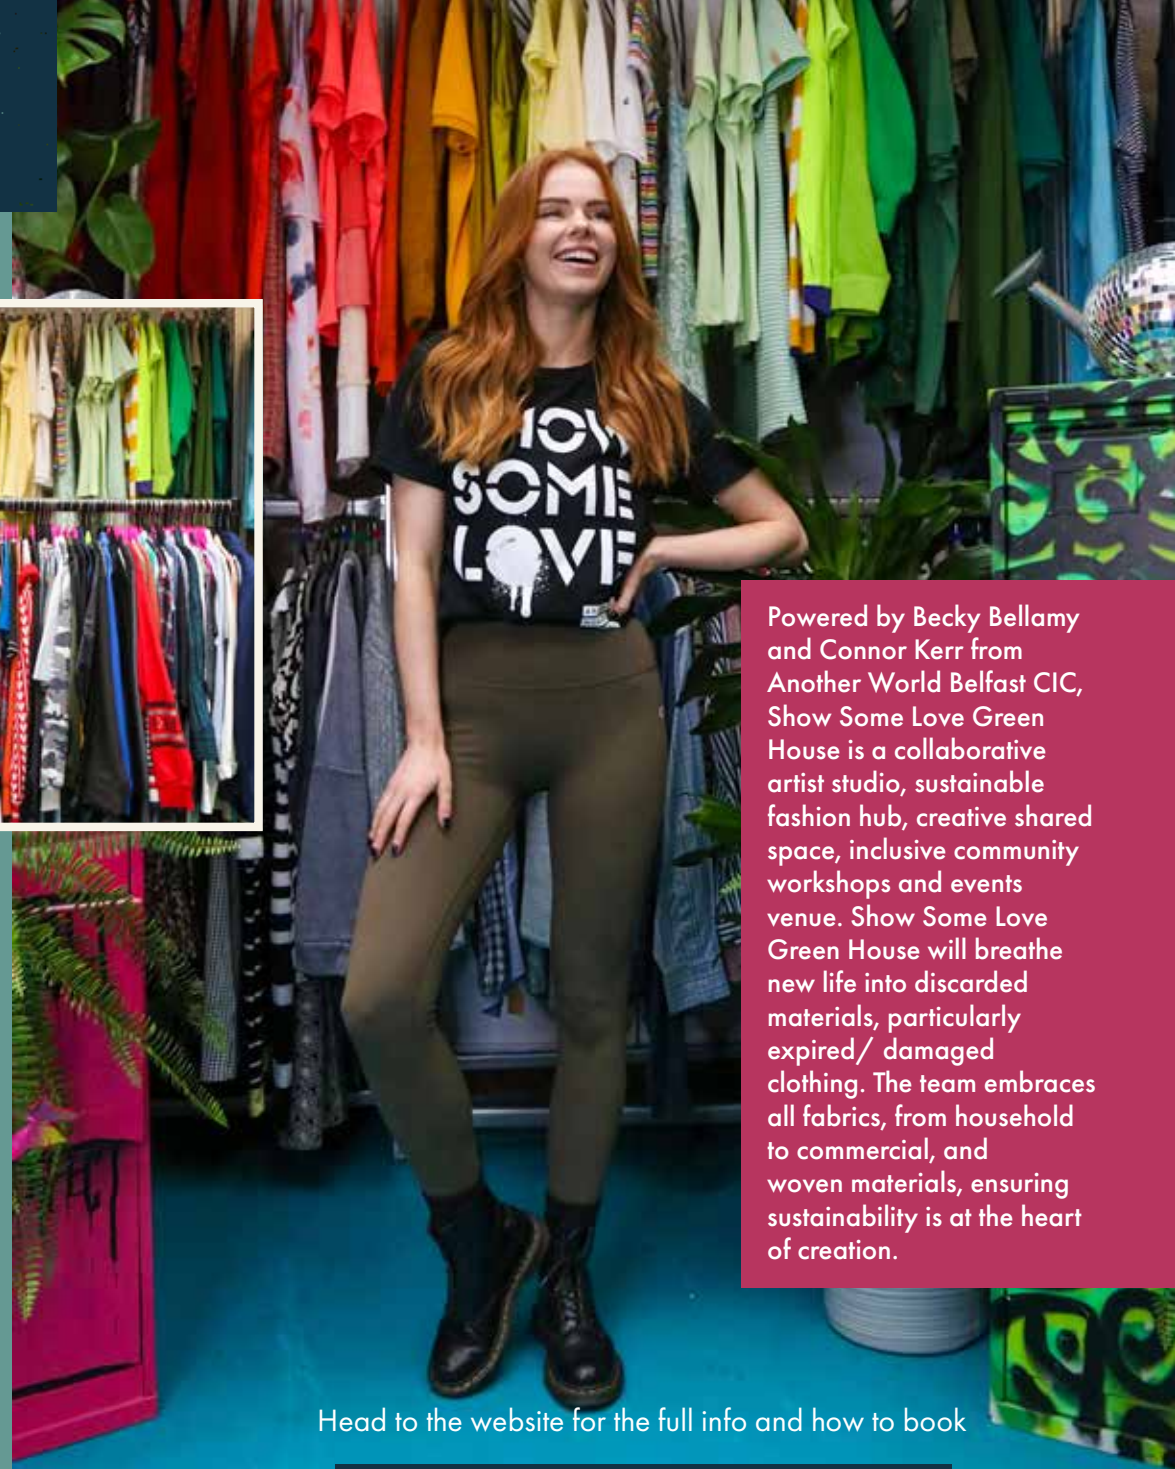 SOME
LOVE
Powered by Becky Bellamy
and Connor Kerr from
Another World Belfast CIC,
Show Some Love Green
House is a collaborative
artist studio, sustainable
fashion hub, creative shared
space, inclusive community
workshops and events
venue. Show Some Love
Green House will breathe
new life into discarded
materials, particularly
expired/ damaged
clothing. The team embraces
all fabrics, from household
to commercial, and
woven materials, ensuring
sustainability is at the heart
of creation.
Head to the website for the full info and how to book